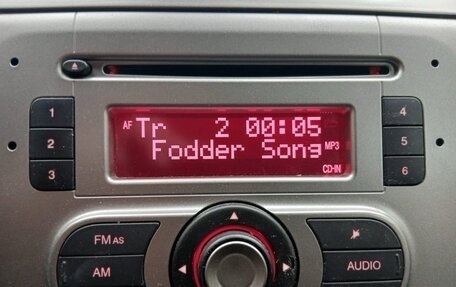 1
2
3
AF Tr 2 00:05
Fodder Song MP3
CD-IN
4
5
6
FM AS
AM
AUDIO